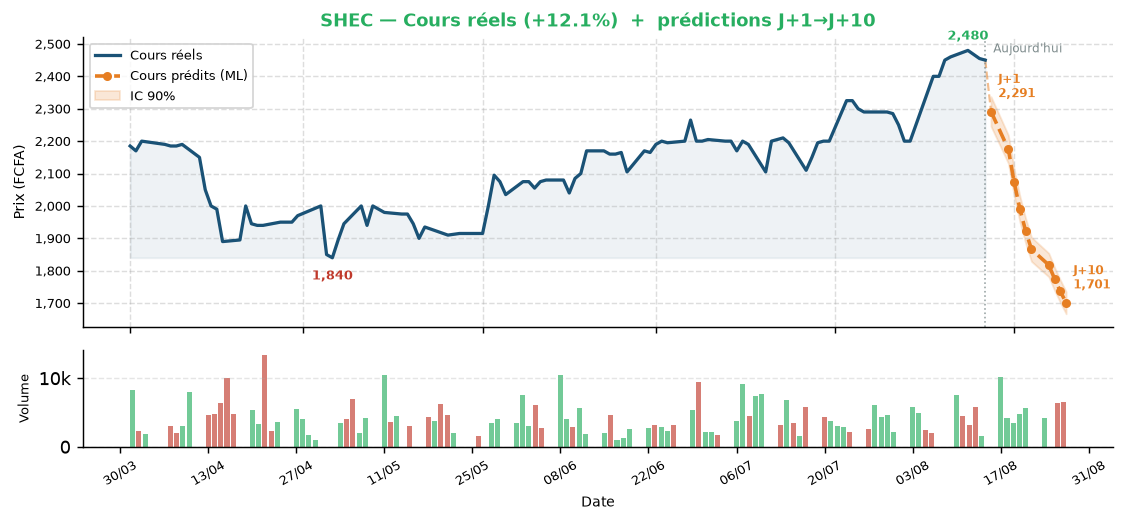 SHEC — Cours réels (+12.1%) + prédictions J+1→J+10
2,480
Aujourd'hui
Cours réels
Cours prédits (ML)
IC 90%
J+1
2,291
J+10
1,701
1,840
Prix (FCFA)
2,500
2,400
2,300
2,200
2,100
2,000
1,900
1,800
1,700
Volume
10k
0
30/03
13/04
27/04
11/05
25/05
08/06
22/06
06/07
20/07
03/08
17/08
31/08
Date